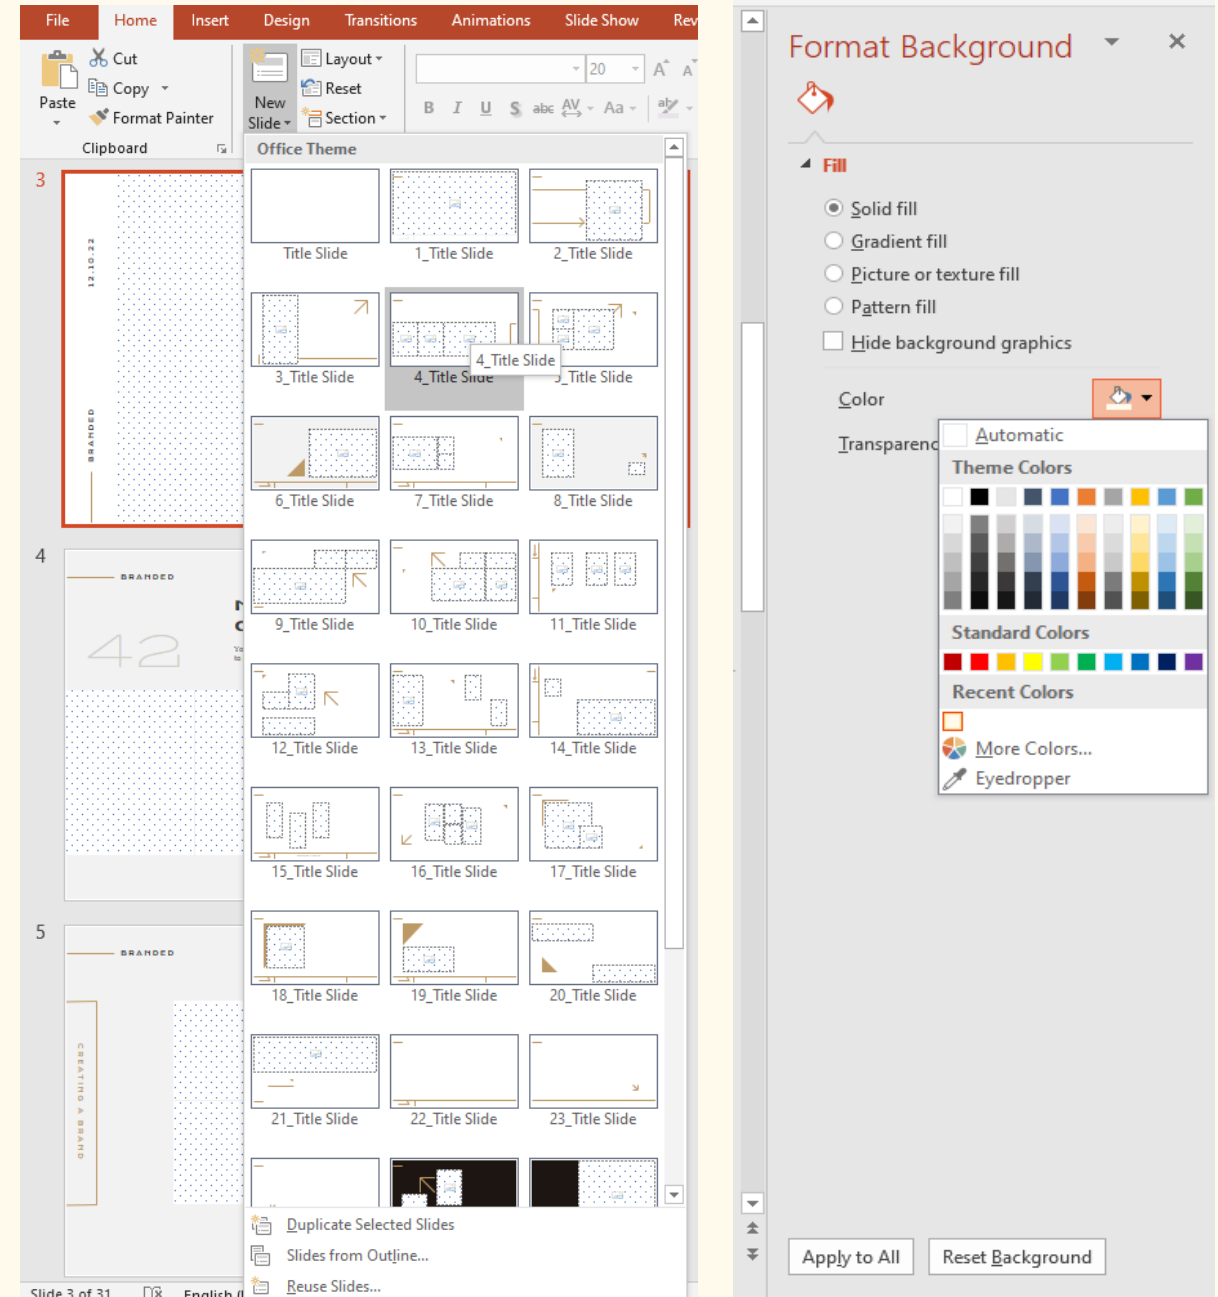 File Home Insert Design Transitions Animations Slide Show Rev
Cut
Copy
Format Painter
Paste
Clipboard
New
Slide
Layout
Reset
Section
20 A A
B I U S abc AV Aa aby
Office Theme
Title Slide 1_Title Slide 2_Title Slide
3_Title Slide 4_Title Slide 5_Title Slide
4_Title Slide
6_Title Slide 7_Title Slide 8_Title Slide
9_Title Slide 10_Title Slide 11_Title Slide
12_Title Slide 13_Title Slide 14_Title Slide
15_Title Slide 16_Title Slide 17_Title Slide
18_Title Slide 19_Title Slide 20_Title Slide
21_Title Slide 22_Title Slide 23_Title Slide
Duplicate Selected Slides
Slides from Outline...
Reuse Slides...
3
12.10.22
BRANDED
4
BRANDED
42
5
BRANDED
CREATING A BRAND
Slide 3 of 31 English (
Format Background
Fill
Solid fill
Gradient fill
Picture or texture fill
Pattern fill
Hide background graphics
Color
Transparenc
Automatic
Theme Colors
Standard Colors
Recent Colors
More Colors...
Eyedropper
Apply to All Reset Background